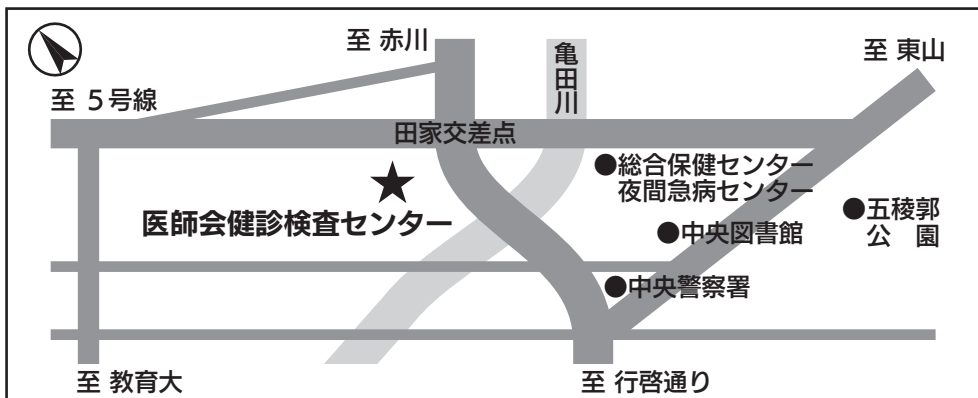 至 赤川
亀田川
至 東山
至 5号線
田家交差点
●総合保健センター
夜間急病センター
★
医師会健診検査センター
●五稜郭
公 園
●中央図書館
●中央警察署
至 教育大
至 行啓通り